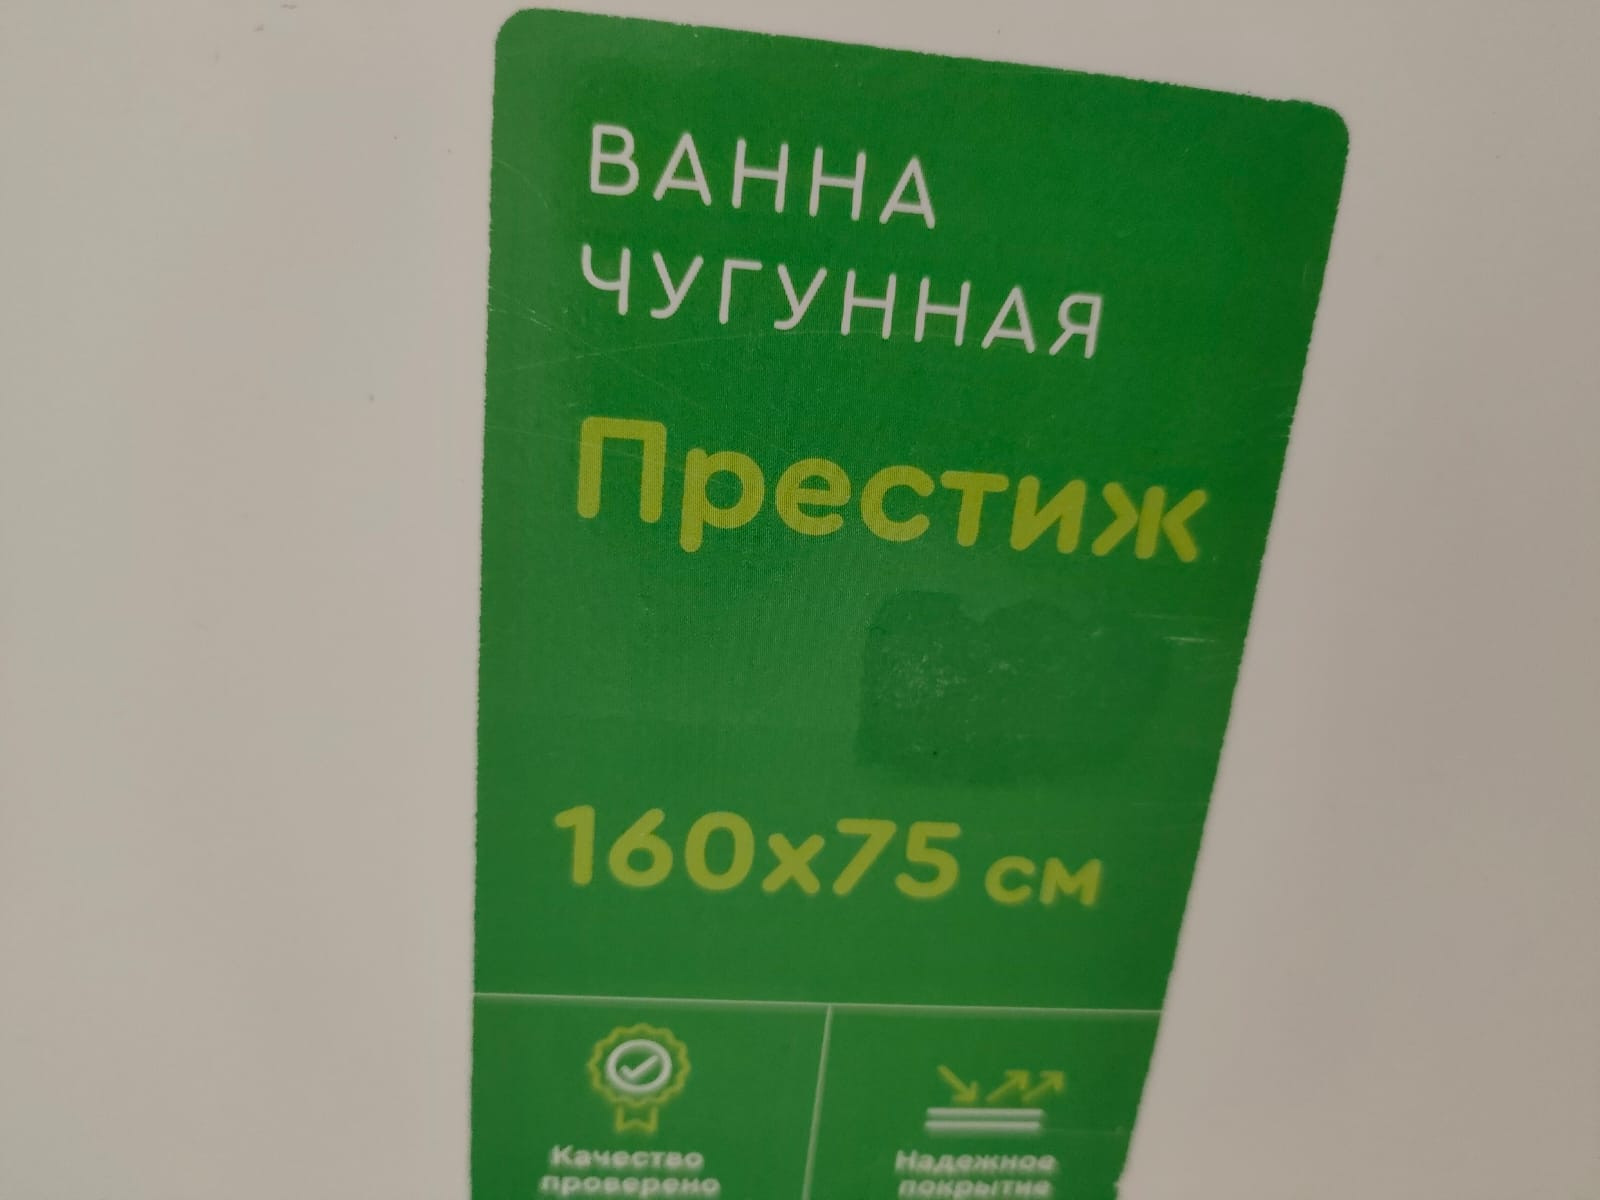 ВАННА
ЧУГУННАЯ
Престиж
160x75 см
Качество
проверено
Надежное
покрытие